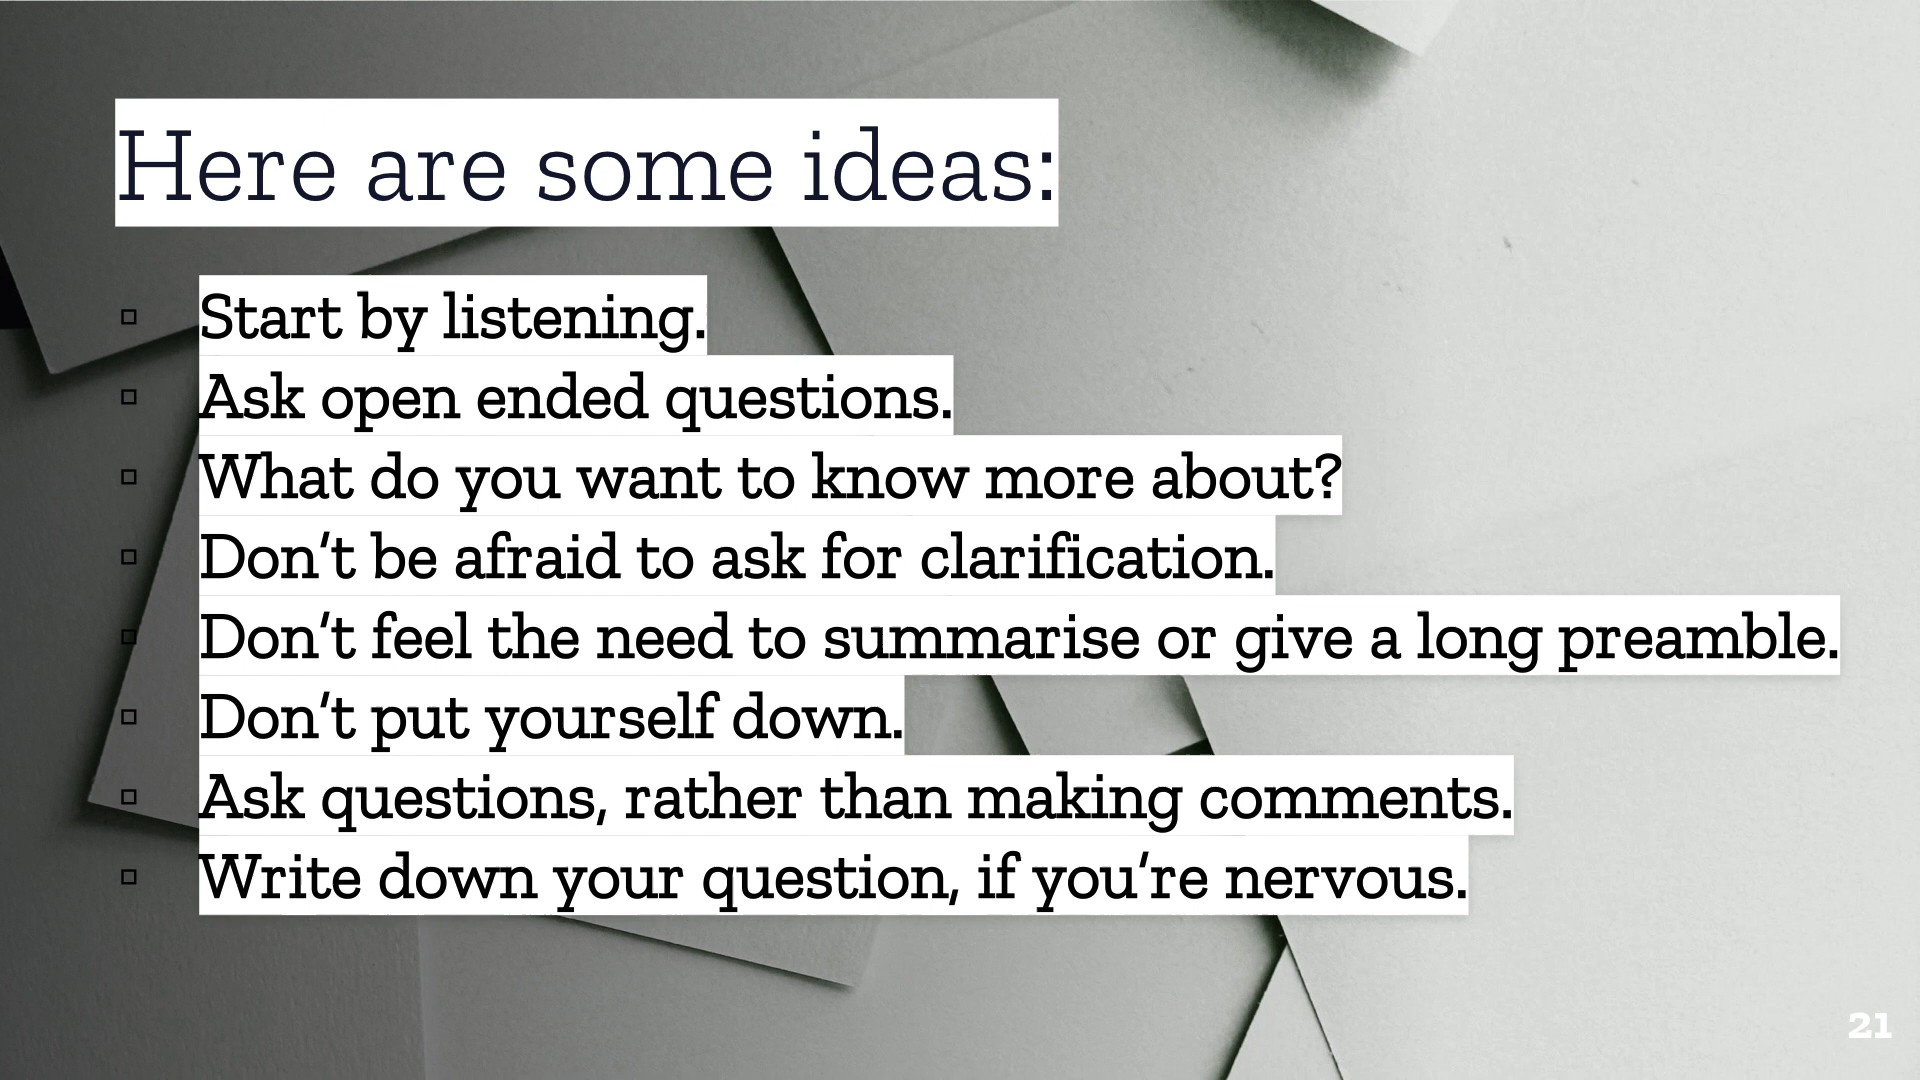 Here are some ideas:
Start by listening.
Ask open ended questions.
What do you want to know more about?
Don’t be afraid to ask for clarification.
Don’t feel the need to summarise or give a long preamble.
Don’t put yourself down.
Ask questions, rather than making comments.
Write down your question, if you’re nervous.
21